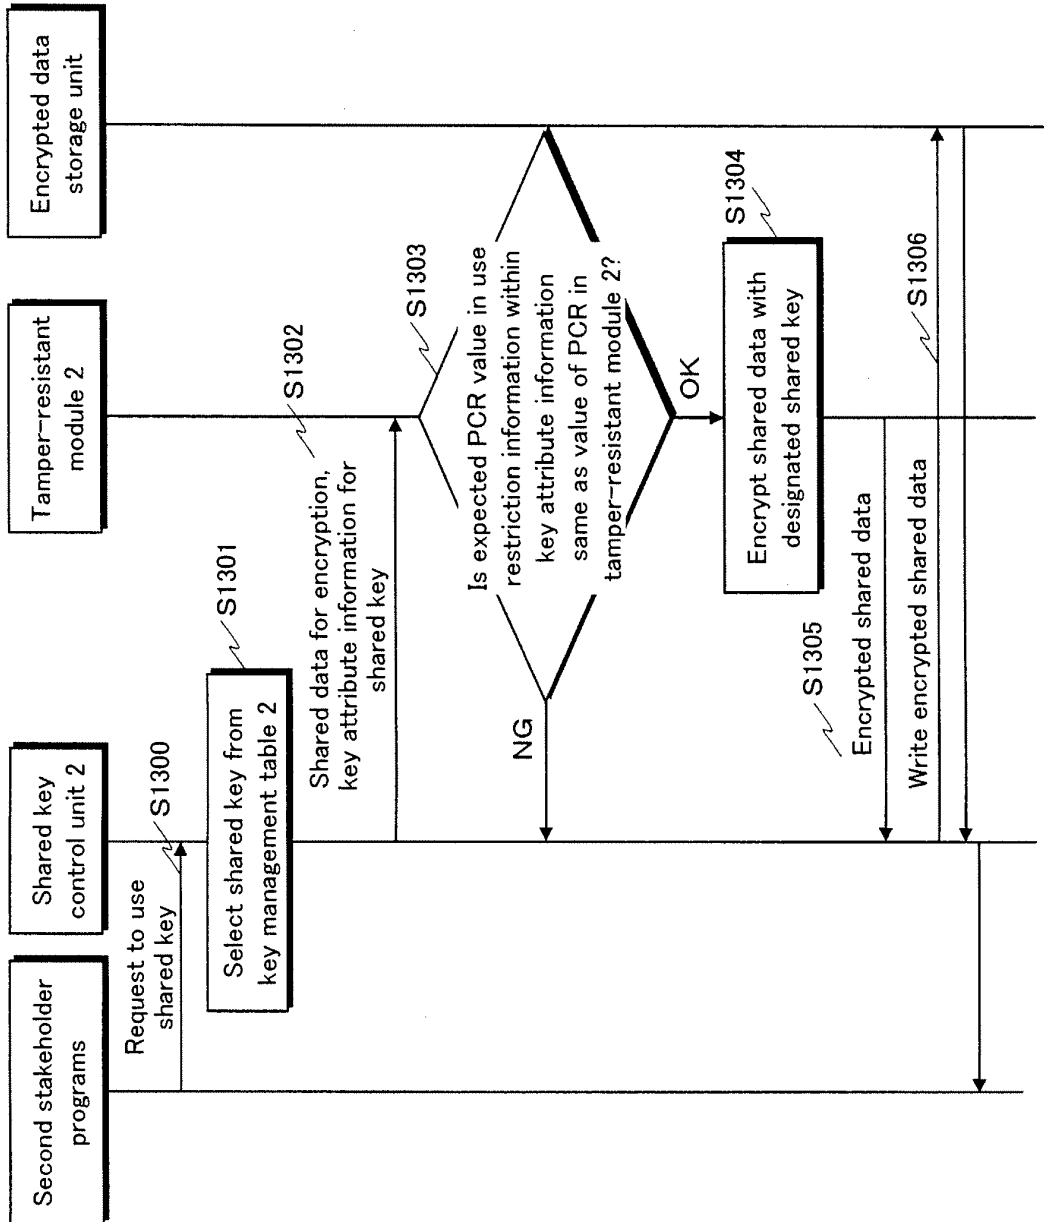 Second stakeholder
programs
Shared key
control unit 2
Tamper-resistant
module 2
Encrypted data
storage unit
Request to use
shared key
S1300
Select shared key from
key management table 2
S1301
Shared data for encryption,
key attribute information for
shared key
S1302
Is expected PCR value in use
restriction information within
key attribute information
same as value of PCR in
tamper-resistant module 2?
S1303
NG
OK
Encrypt shared data with
designated shared key
S1304
Encrypted shared data
S1305
Write encrypted shared data
S1306